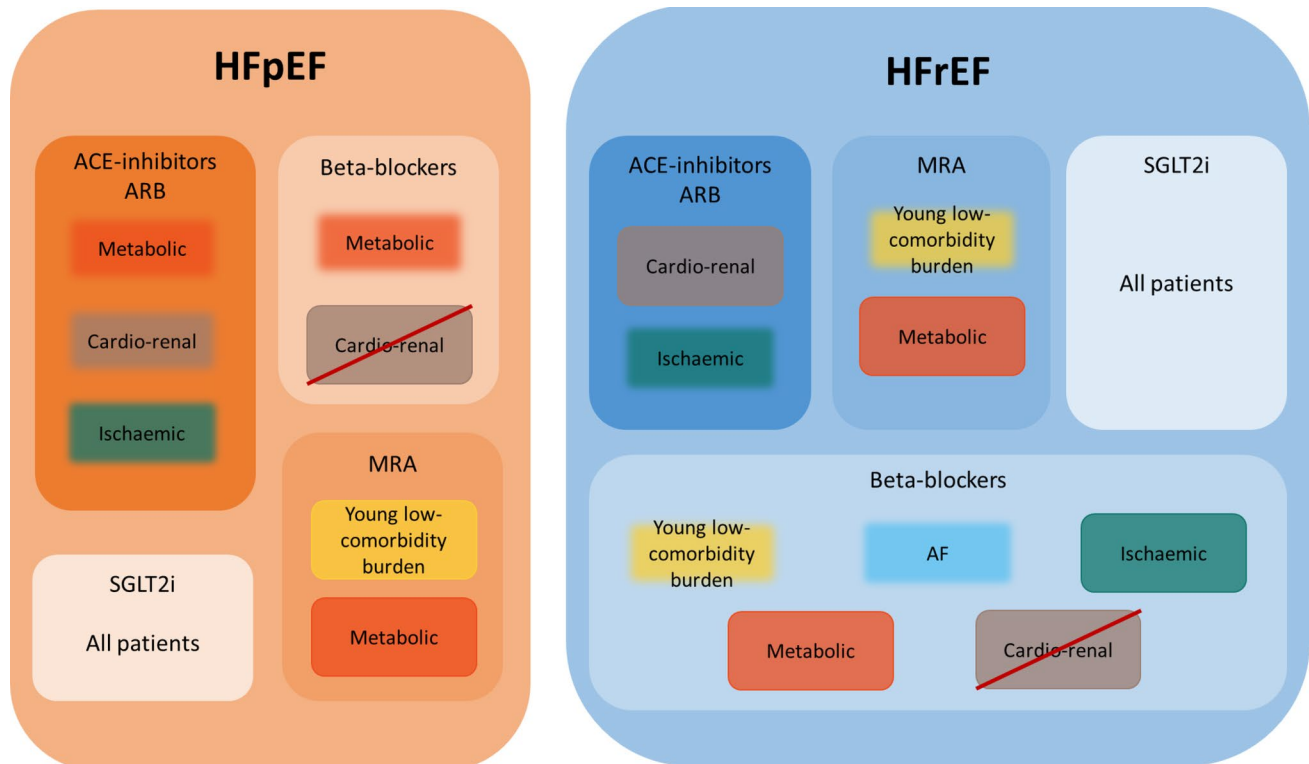 HFpEF
ACE-inhibitors
ARB
Metabolic
Cardio-renal
Ischaemic
Beta-blockers
Metabolic
Cardio-renal
MRA
Young low-
comorbidity
burden
Metabolic
SGLT2i
All patients
HFrEF
ACE-inhibitors
ARB
Cardio-renal
Ischaemic
MRA
Young low-
comorbidity
burden
Metabolic
SGLT2i
All patients
Beta-blockers
Young low-
comorbidity
burden
AF
Ischaemic
Metabolic
Cardio-renal